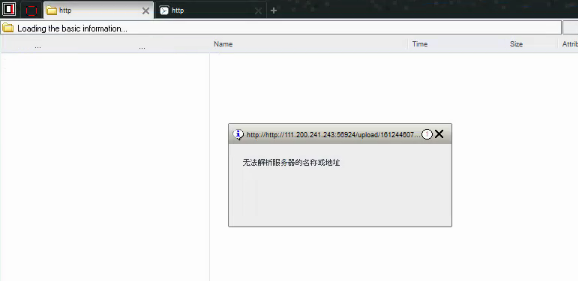 http
http
Loading the basic information...
... ... Name Time Size Attrib
http://http://111.200.241.243:56924/upload/161244607...
无法解析服务器的名称或地址